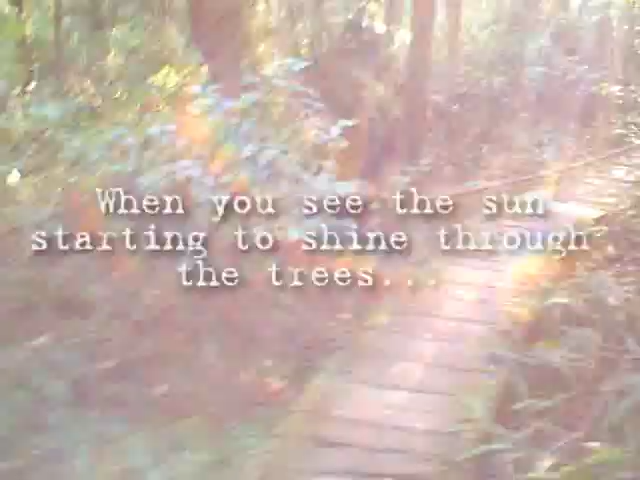 When you see the sun
starting to shine through
the trees...